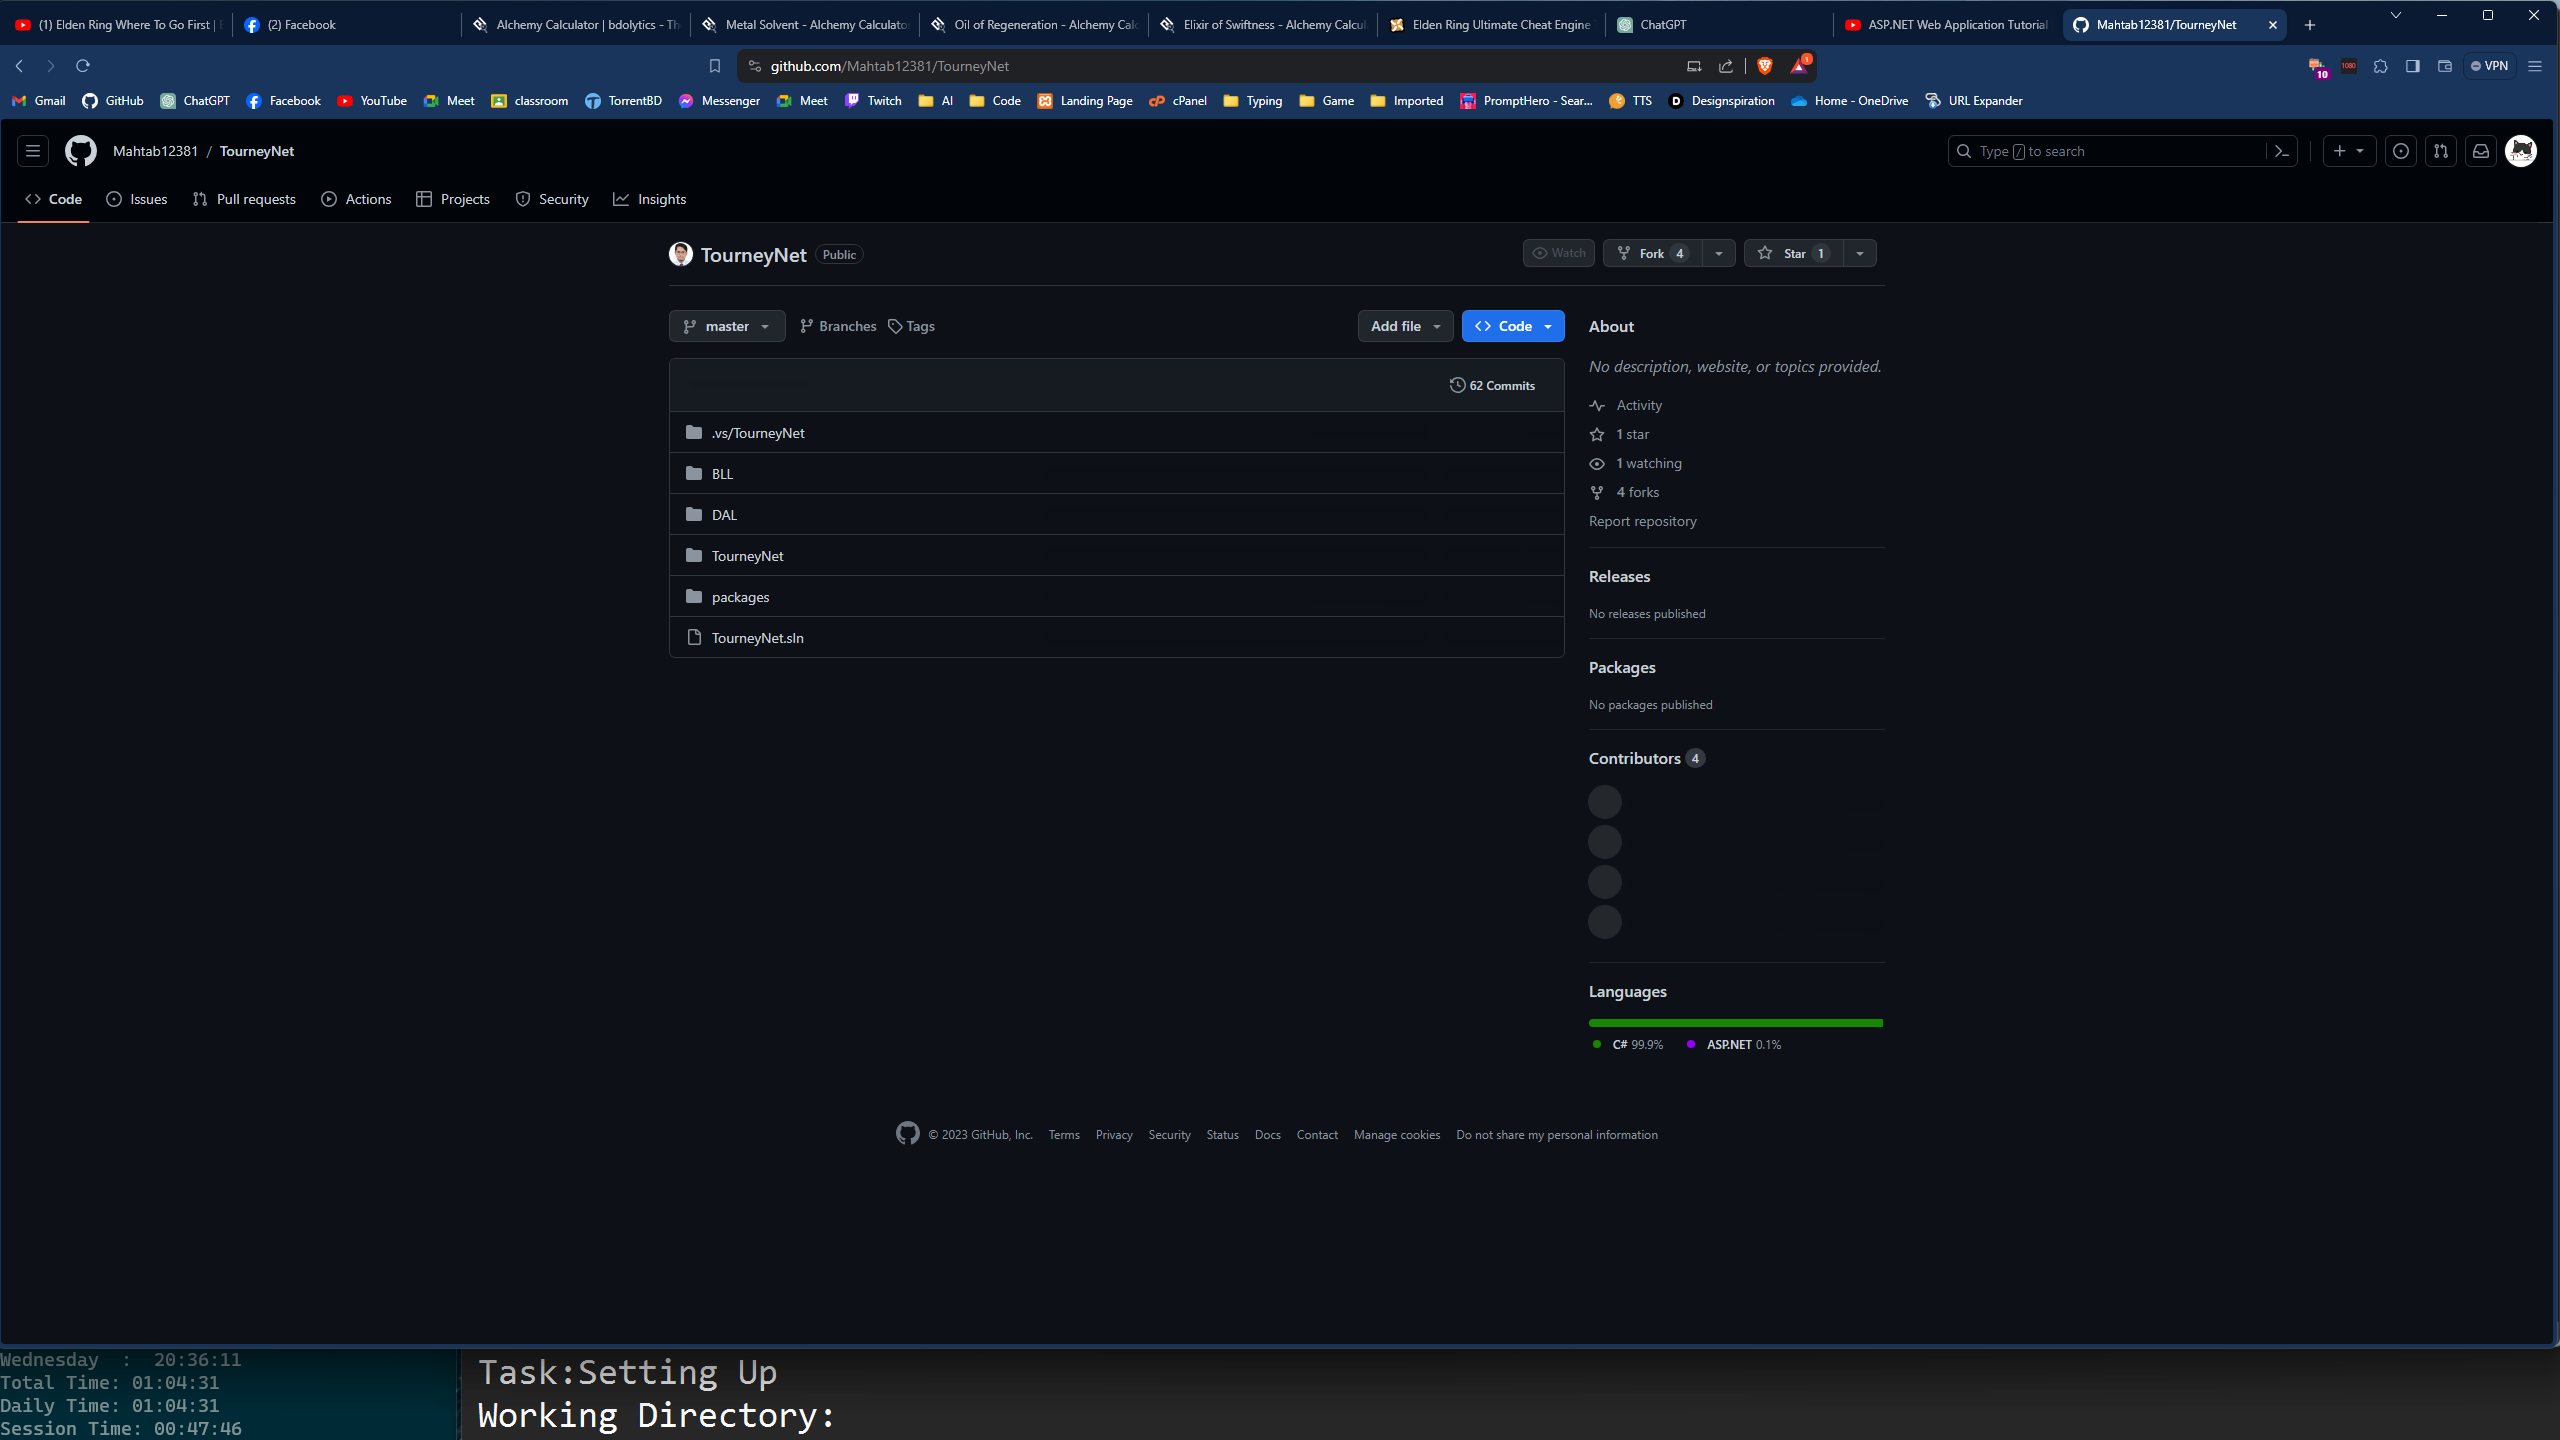 (1) Elden Ring Where To Go First |
(2) Facebook
Alchemy Calculator | bdolytics - Th
Metal Solvent - Alchemy Calculator
Oil of Regeneration - Alchemy Calc
Elixir of Swiftness - Alchemy Calcul
Elden Ring Ultimate Cheat Engine
ChatGPT
ASP.NET Web Application Tutorial
Mahtab12381/TourneyNet
github.com/Mahtab12381/TourneyNet
1
10
1080
VPN
Gmail
GitHub
ChatGPT
Facebook
YouTube
Meet
classroom
TorrentBD
Messenger
Meet
Twitch
AI
Code
Landing Page
cPanel
Typing
Game
Imported
PromptHero - Sear...
TTS
Designspiration
Home - OneDrive
URL Expander
Mahtab12381 / TourneyNet
Type / to search
Code
Issues
Pull requests
Actions
Projects
Security
Insights
TourneyNet Public
Watch
Fork 4
Star 1
master
Branches
Tags
Add file
Code
62 Commits
.vs/TourneyNet
BLL
DAL
TourneyNet
packages
TourneyNet.sln
About
No description, website, or topics provided.
Activity
1 star
1 watching
4 forks
Report repository
Releases
No releases published
Packages
No packages published
Contributors 4
Languages
C# 99.9%
ASP.NET 0.1%
© 2023 GitHub, Inc.
Terms
Privacy
Security
Status
Docs
Contact
Manage cookies
Do not share my personal information
Wednesday : 20:36:11
Total Time: 01:04:31
Daily Time: 01:04:31
Session Time: 00:47:46
Task:Setting Up
Working Directory: